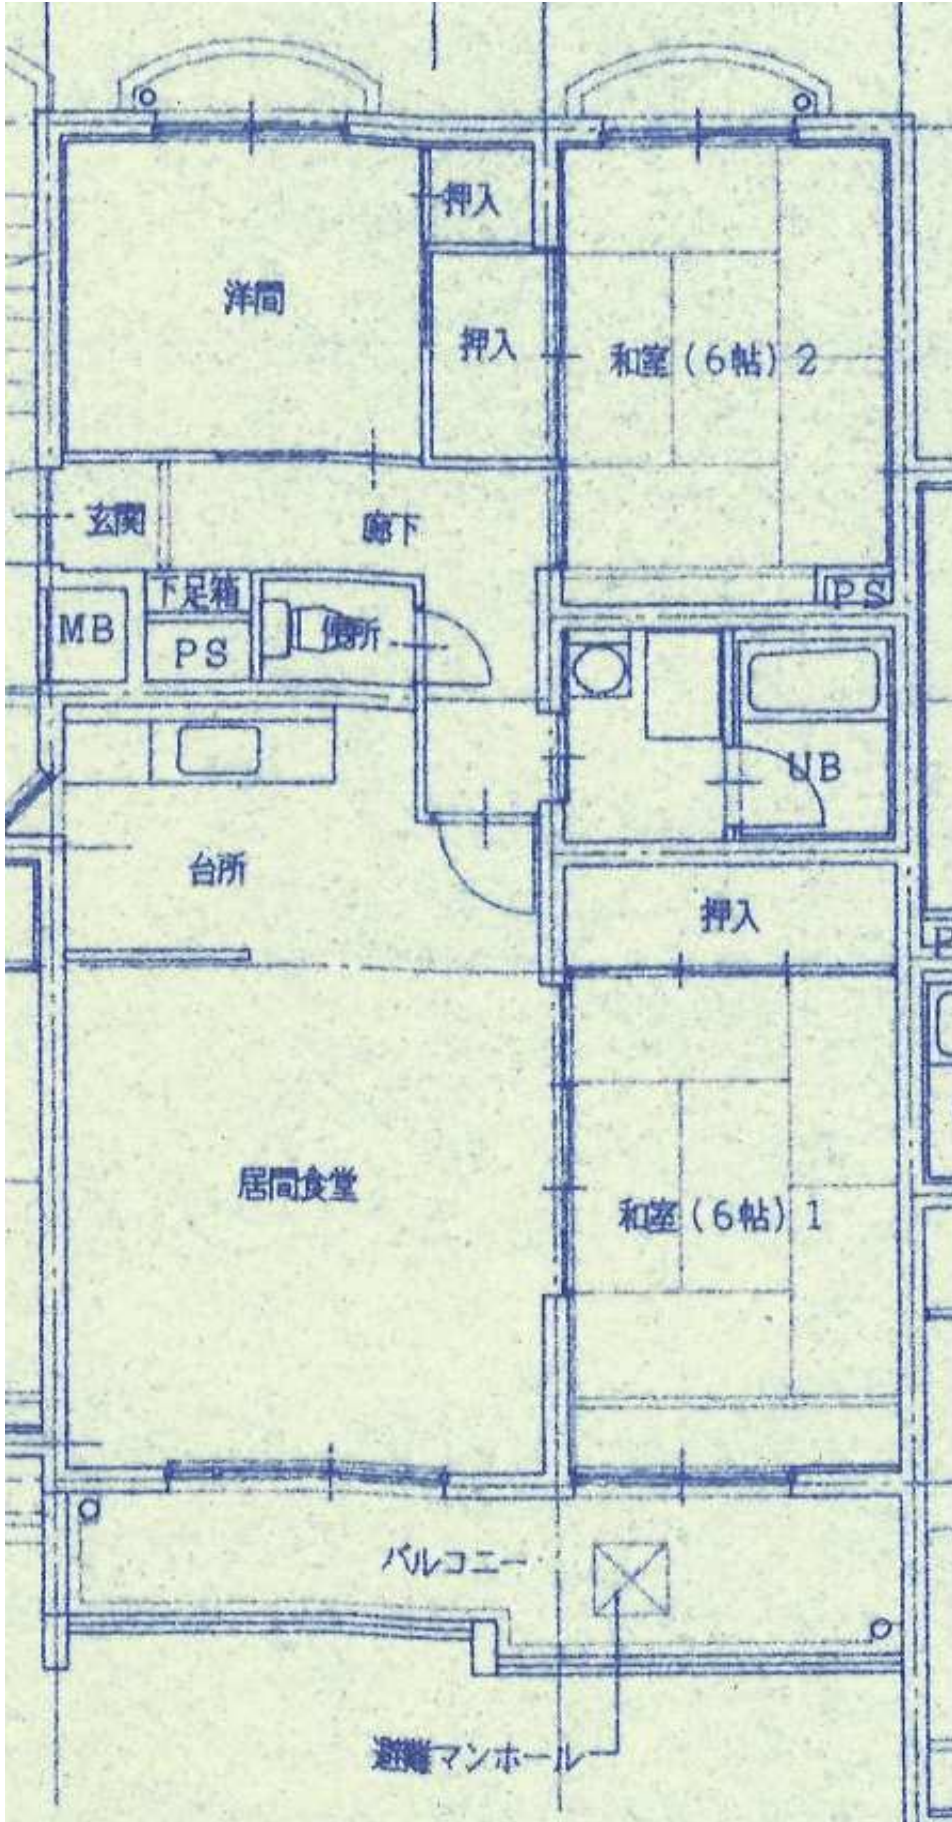 押入
洋間
押入
和室(6帖)2
玄関
廊下
下足箱
PS
MB
便所
PS
UB
台所
押入
P
居間食堂
和室(6帖)1
バルコニー
避難マンホール